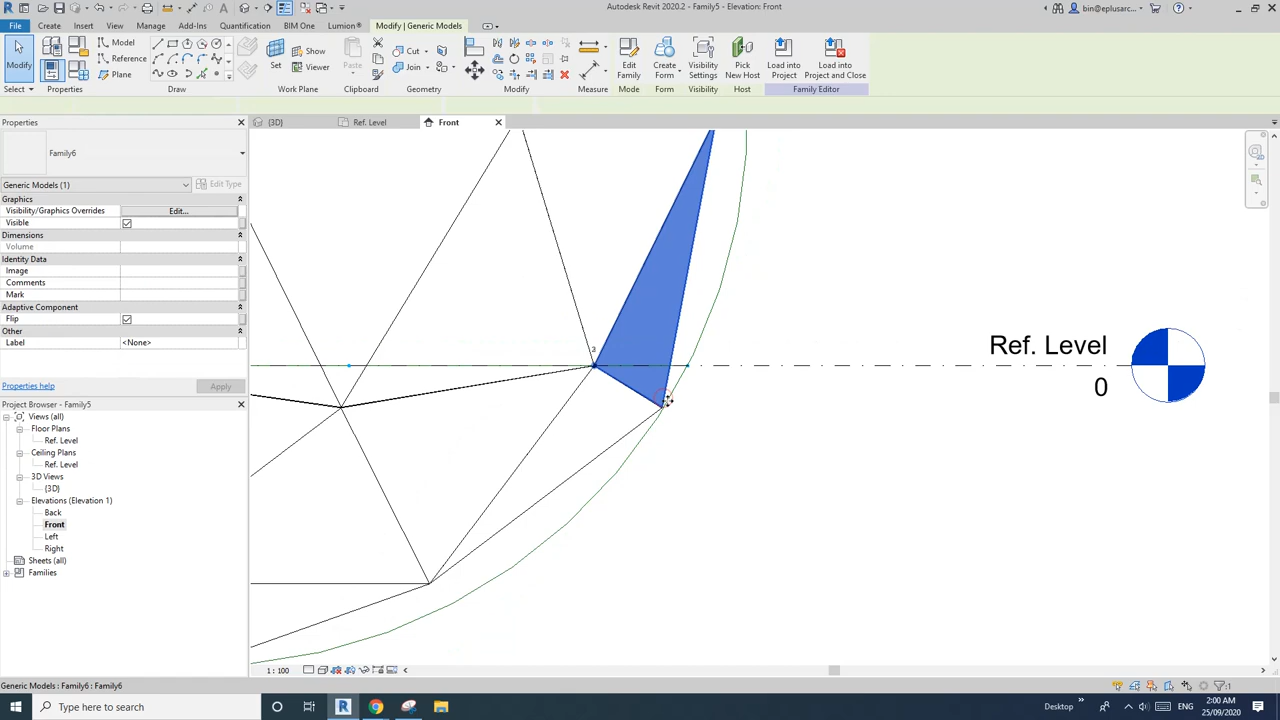 Autodesk Revit 2020.2 - Family5 - Elevation: Front
bin@eplusarc...
File Create Insert View Manage Add-Ins Quantification BIM One Lumion® Modify | Generic Models
Modify
Model
Reference
Plane
Set
Show
Viewer
Paste
Cut
Join
Edit Family
Create Form
Visibility Settings
Pick New Host
Load into Project
Load into Project and Close
Select Properties Draw Work Plane Clipboard Geometry Modify Measure Mode Form Visibility Host Family Editor
Properties
{3D} Ref. Level Front
Family6
Generic Models (1) Edit Type
Graphics
Visibility/Graphics Overrides Edit...
Visible
Dimensions
Volume
Identity Data
Image
Comments
Mark
Adaptive Component
Flip
Other
Label <None>
Properties help Apply
Project Browser - Family5
Views (all)
Floor Plans
Ref. Level
Ceiling Plans
Ref. Level
3D Views
{3D}
Elevations (Elevation 1)
Back
Front
Left
Right
Sheets (all)
Families
Ref. Level
0
1 : 100
Generic Models : Family6 : Family6
:1
Type here to search
Desktop
ENG
2:00 AM
25/09/2020